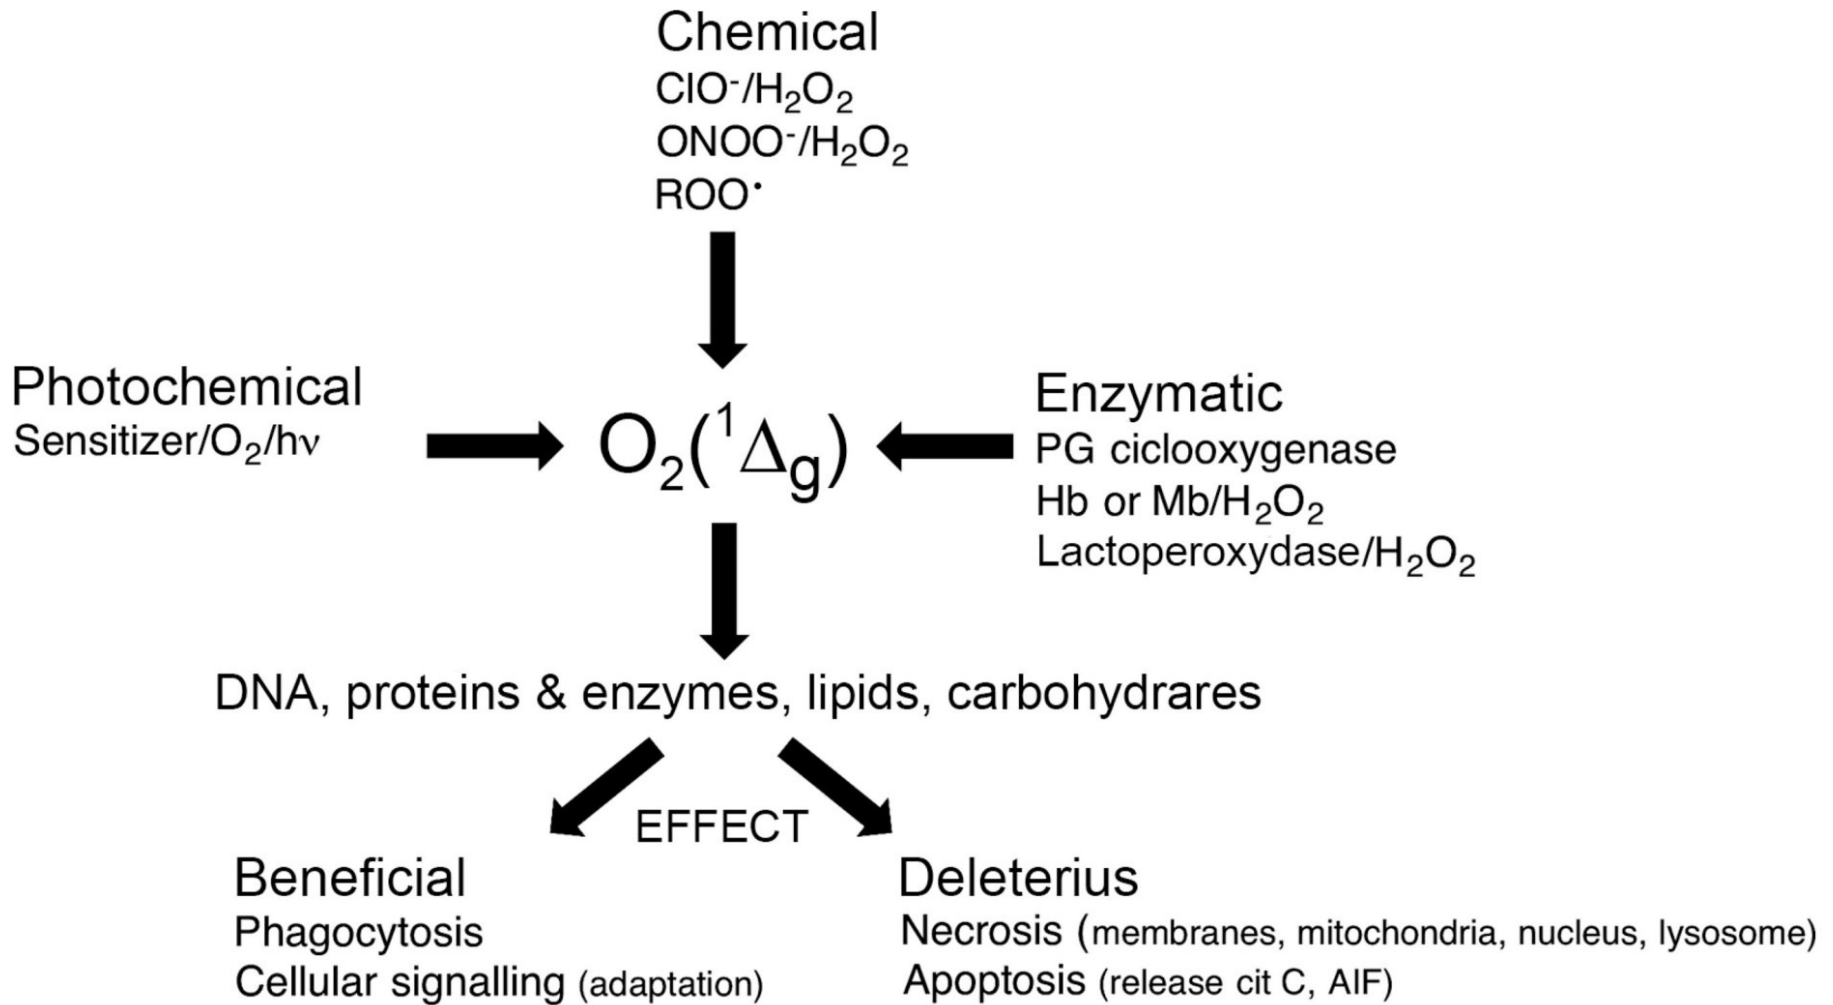 Chemical
ClO⁻/H₂O₂
ONOO⁻/H₂O₂
ROO•
Photochemical
Sensitizer/O₂/hν
O₂(¹Δg)
Enzymatic
PG ciclooxygenase
Hb or Mb/H₂O₂
Lactoperoxydase/H₂O₂
DNA, proteins & enzymes, lipids, carbohydrares
EFFECT
Beneficial
Phagocytosis
Cellular signalling (adaptation)
Deleterius
Necrosis (membranes, mitochondria, nucleus, lysosome)
Apoptosis (release cit C, AIF)